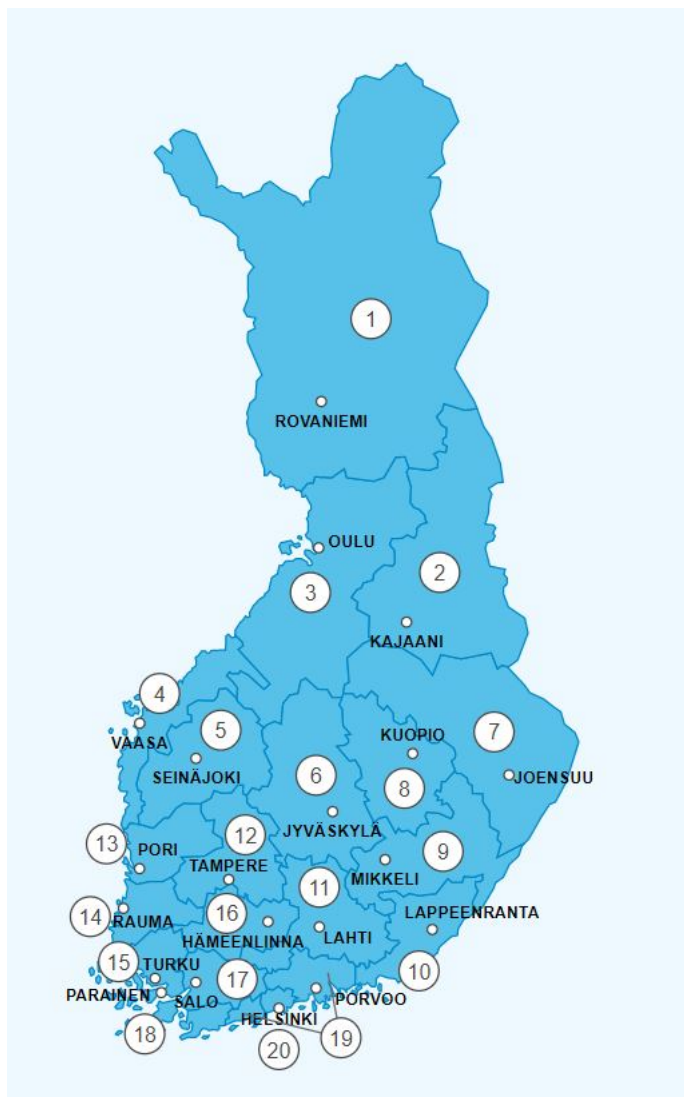 1
ROVANIEMI
OULU
2
3
KAJAANI
4
VAASA
5
SEINÄJOKI
KUOPIO
7
6
8
JOENSUU
JYVÄSKYLÄ
12
13
PORI
TAMPERE
9
MIKKELI
11
14
RAUMA
16
HÄMEENLINNA
LAHTI
LAPPEENRANTA
15
TURKU
17
10
PARAINEN
SALO
PORVOO
HELSINKI
18
20
19